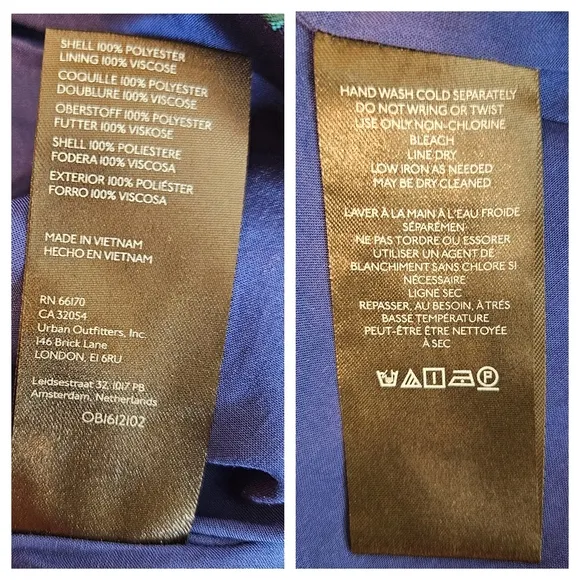 SHELL 100% POLYESTER
LINING 100% VISCOSE
COQUILLE 100% POLYESTER
DOUBLURE 100% VISCOSE
OBERSTOFF 100% POLYESTER
FUTTER 100% VISKOSE
SHELL 100% POLIESTERE
FODERA 100% VISCOSA
EXTERIOR 100% POLIÉSTER
FORRO 100% VISCOSA
MADE IN VIETNAM
HECHO EN VIETNAM
RN 66170
CA 32054
Urban Outfitters, Inc.
146 Brick Lane
LONDON, E1 6RU
Leidsestraat 32, 1017 PB
Amsterdam, Netherlands
OB1612102
HAND WASH COLD SEPARATELY
DO NOT WRING OR TWIST
USE ONLY NON-CHLORINE
BLEACH
LINE DRY
LOW IRON AS NEEDED
MAY BE DRY CLEANED
LAVER À LA MAIN À L'EAU FROIDE
SÉPARÉMEN
NE PAS TORDRE OU ESSORER
UTILISER UN AGENT DE
BLANCHIMENT SANS CHLORE SI
NÉCESSAIRE
LIGNE SEC
REPASSER, AU BESOIN, À TRÉS
BASSE TEMPÉRATURE
PEUT-ÊTRE ÊTRE NETTOYÉE
À SEC